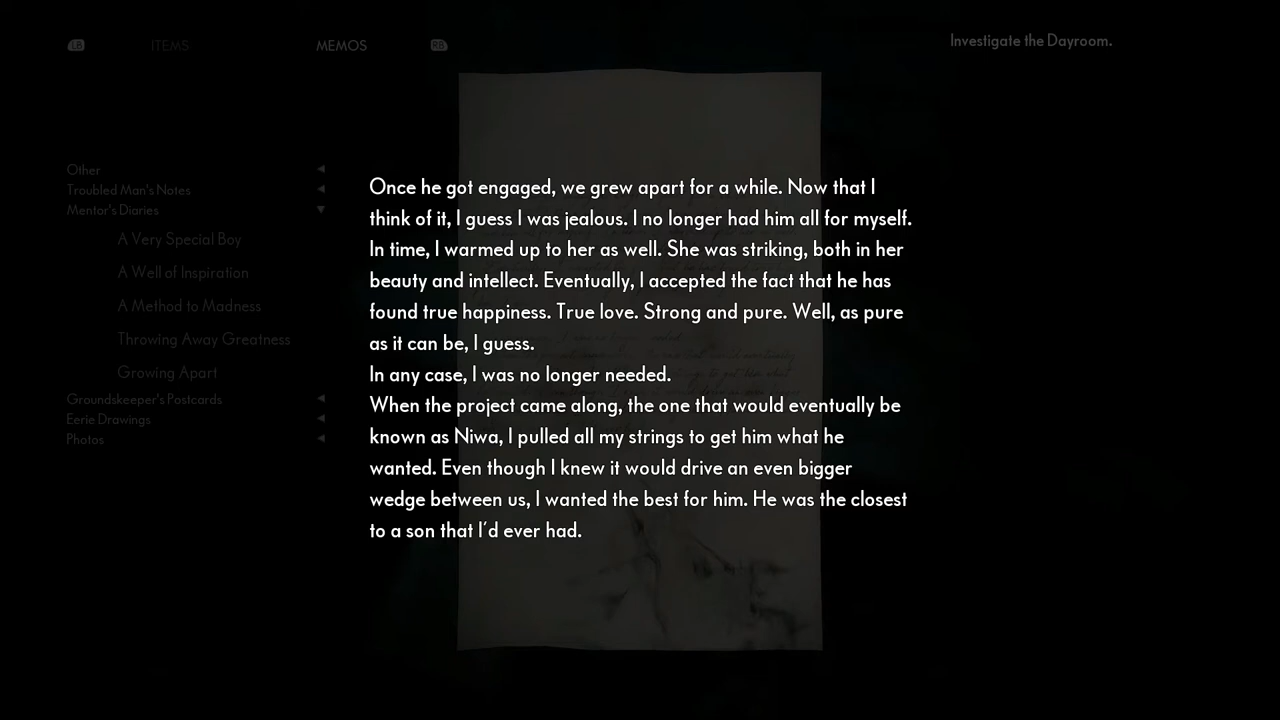 LB
ITEMS
MEMOS
RB
Investigate the Dayroom.
Other
Troubled Man's Notes
Mentor's Diaries
A Very Special Boy
A Well of Inspiration
A Method to Madness
Throwing Away Greatness
Growing Apart
Groundskeeper's Postcards
Eerie Drawings
Photos
Once he got engaged, we grew apart for a while. Now that I
think of it, I guess I was jealous. I no longer had him all for myself.
In time, I warmed up to her as well. She was striking, both in her
beauty and intellect. Eventually, I accepted the fact that he has
found true happiness. True love. Strong and pure. Well, as pure
as it can be, I guess.
In any case, I was no longer needed.
When the project came along, the one that would eventually be
known as Niwa, I pulled all my strings to get him what he
wanted. Even though I knew it would drive an even bigger
wedge between us, I wanted the best for him. He was the closest
to a son that I'd ever had.